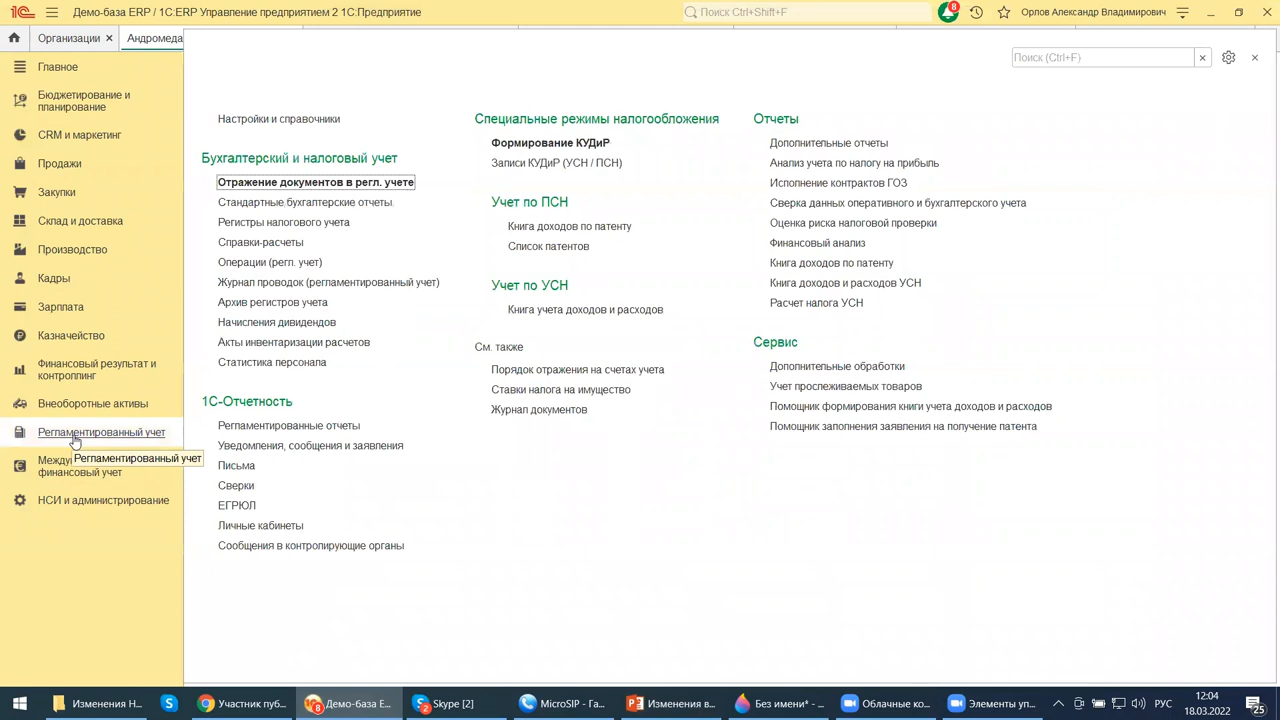 Демо-база ERP / 1C:ERP Управление предприятием 2 1С:Предприятие
Поиск Ctrl+Shift+F
8
Орлов Александр Владимирович
Организации
Андромеда
Главное
Бюджетирование и
планирование
CRM и маркетинг
Продажи
Закупки
Склад и доставка
Производство
Кадры
Зарплата
Казначейство
Финансовый результат и
контроллинг
Внеоборотные активы
Регламентированный учет
Регламентированный учет
финансовый учет
НСИ и администрирование
Поиск (Ctrl+F)
Настройки и справочники
Бухгалтерский и налоговый учет
Отражение документов в регл. учете
Стандартные бухгалтерские отчеты
Регистры налогового учета
Справки-расчеты
Операции (регл. учет)
Журнал проводок (регламентированный учет)
Архив регистров учета
Начисления дивидендов
Акты инвентаризации расчетов
Статистика персонала
1С-Отчетность
Регламентированные отчеты
Уведомления, сообщения и заявления
Письма
Сверки
ЕГРЮЛ
Личные кабинеты
Сообщения в контролирующие органы
Специальные режимы налогообложения
Формирование КУДиР
Записи КУДиР (УСН / ПСН)
Учет по ПСН
Книга доходов по патенту
Список патентов
Учет по УСН
Книга учета доходов и расходов
См. также
Порядок отражения на счетах учета
Ставки налога на имущество
Журнал документов
Отчеты
Дополнительные отчеты
Анализ учета по налогу на прибыль
Исполнение контрактов ГОЗ
Сверка данных оперативного и бухгалтерского учета
Оценка риска налоговой проверки
Финансовый анализ
Книга доходов по патенту
Книга доходов и расходов УСН
Расчет налога УСН
Сервис
Дополнительные обработки
Учет прослеживаемых товаров
Помощник формирования книги учета доходов и расходов
Помощник заполнения заявления на получение патента
Изменения Н...
Участник пуб...
8
Демо-база E...
2
Skype [2]
MicroSIP - Га...
Изменения в...
Без имени* - ...
Облачные ко...
Элементы уп...
РУС
12:04
18.03.2022
25